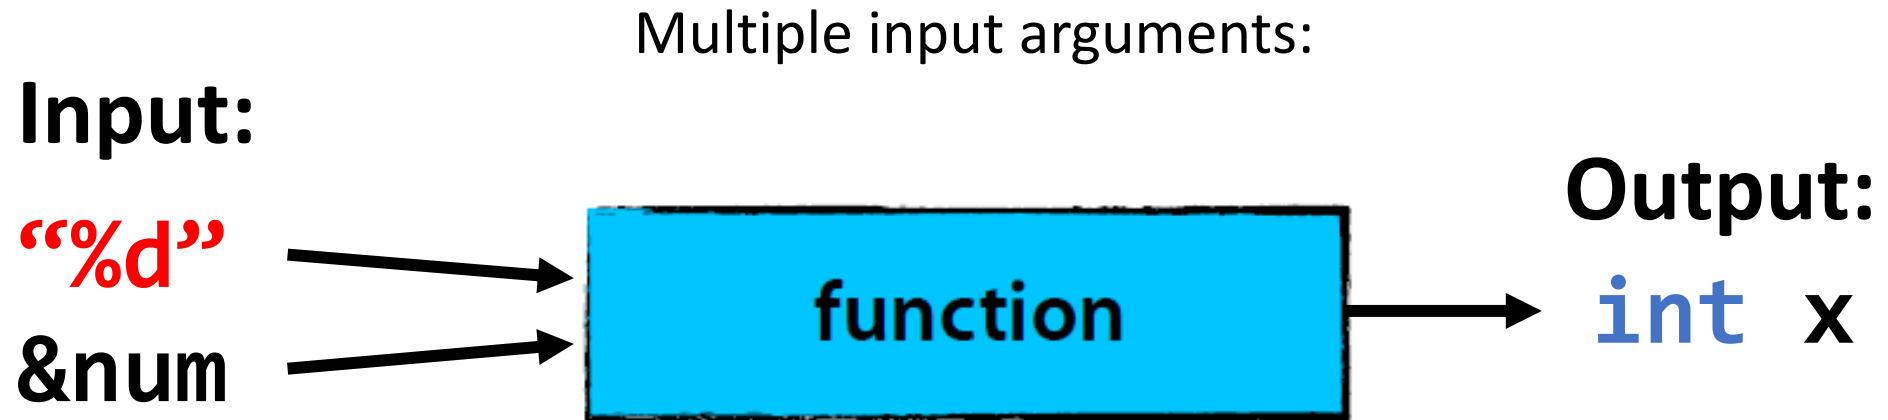 Multiple input arguments:
Input:
“%d”
&num
function
Output:
int x